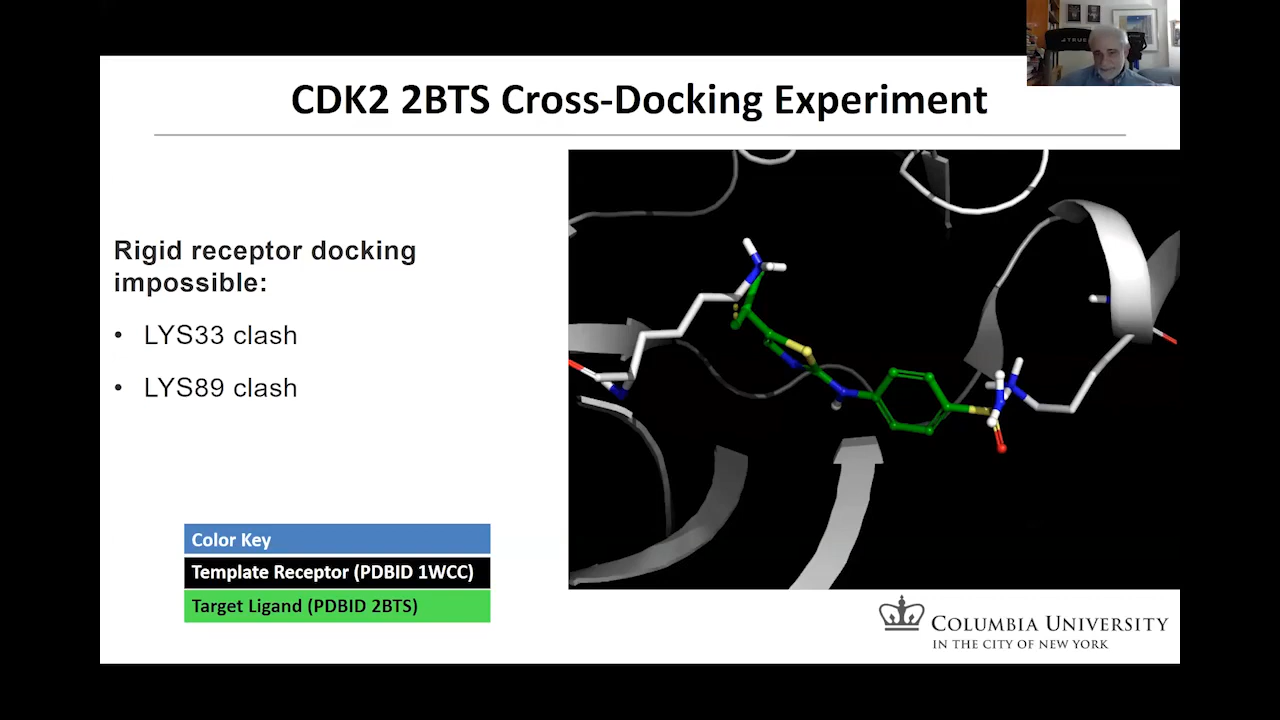 CDK2 2BTS Cross-Docking Experiment
Rigid receptor docking
impossible:
• LYS33 clash
• LYS89 clash
Color Key
Template Receptor (PDBID 1WCC)
Target Ligand (PDBID 2BTS)
COLUMBIA UNIVERSITY
IN THE CITY OF NEW YORK